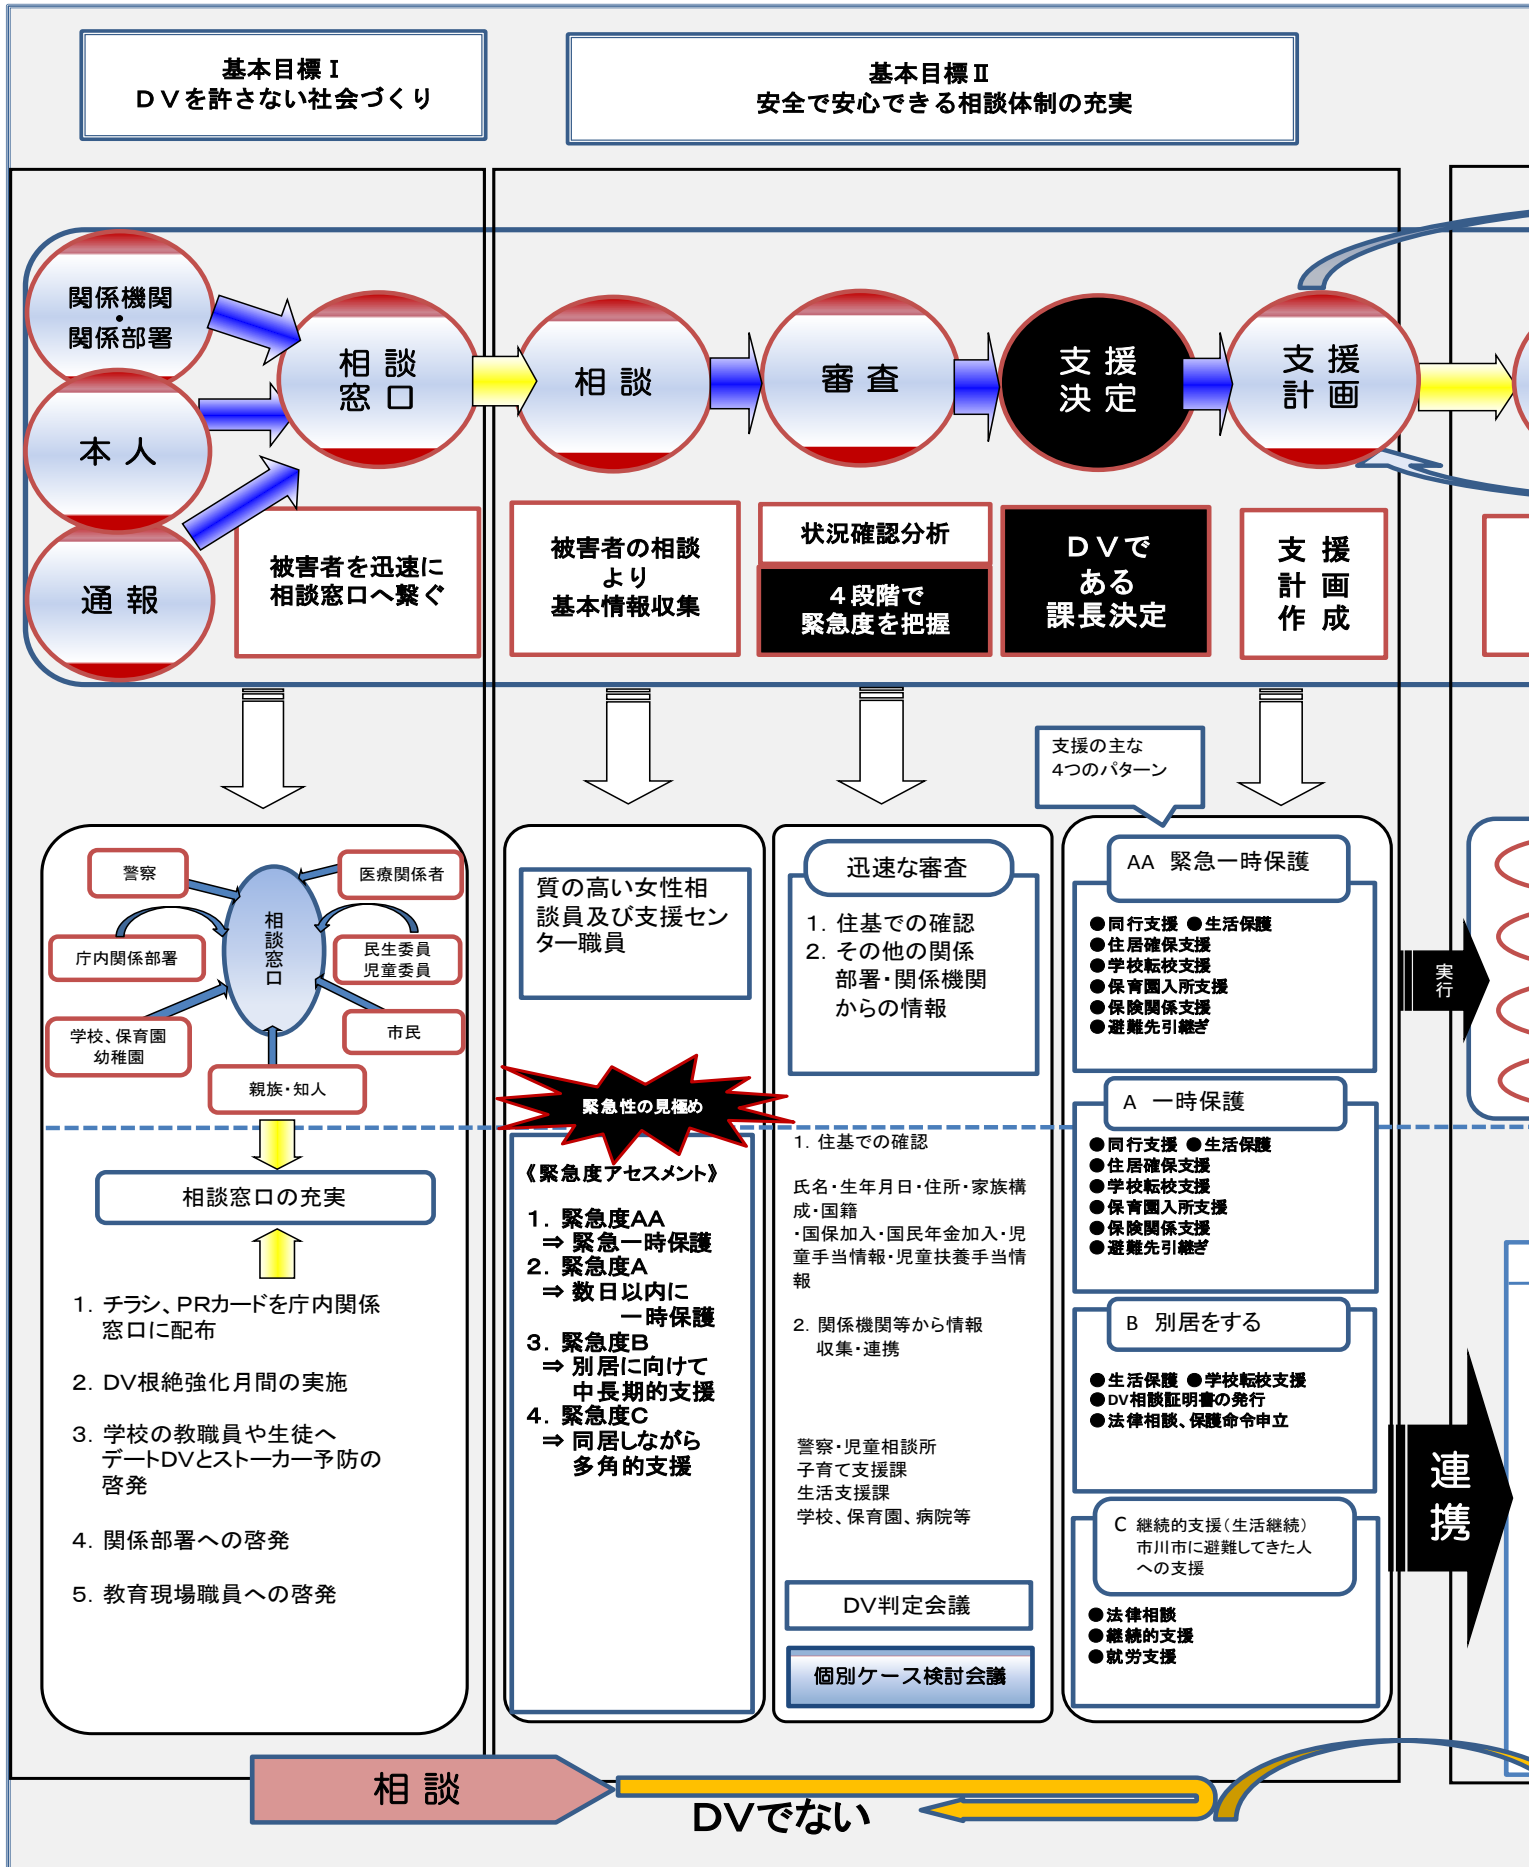 基本目標Ⅰ
DVを許さない社会づくり
基本目標Ⅱ
安全で安心できる相談体制の充実
関係機関
・
関係部署
本人
通報
相談
窓口
相談
審査
支援
決定
支援
計画
被害者を迅速に
相談窓口へ繋ぐ
被害者の相談
より
基本情報収集
状況確認分析
４段階で
緊急度を把握
DVで
ある
課長決定
支援
計画
作成
支援の主な
4つのパターン
警察
医療関係者
庁内関係部署
民生委員
児童委員
相談窓口
学校、保育園
幼稚園
市民
親族・知人
相談窓口の充実
1．チラシ、PRカードを庁内関係
窓口に配布
2．DV根絶強化月間の実施
3．学校の教職員や生徒へ
デートDVとストーカー予防の
啓発
4．関係部署への啓発
5．教育現場職員への啓発
質の高い女性相
談員及び支援セン
ター職員
緊急性の見極め
《緊急度アセスメント》
1．緊急度AA
⇒ 緊急一時保護
2．緊急度A
⇒ 数日以内に
一時保護
3．緊急度B
⇒ 別居に向けて
中長期的支援
4．緊急度C
⇒ 同居しながら
多角的支援
迅速な審査
1．住基での確認
2．その他の関係
部署・関係機関
からの情報
1．住基での確認
氏名・生年月日・住所・家族構
成・国籍
・国保加入・国民年金加入・児
童手当情報・児童扶養手当情
報
2．関係機関等から情報
収集・連携
警察・児童相談所
子育て支援課
生活支援課
学校、保育園、病院等
DV判定会議
個別ケース検討会議
AA 緊急一時保護
●同行支援 ●生活保護
●住居確保支援
●学校転校支援
●保育園入所支援
●保険関係支援
●避難先引継ぎ
A 一時保護
●同行支援 ●生活保護
●住居確保支援
●学校転校支援
●保育園入所支援
●保険関係支援
●避難先引継ぎ
B 別居をする
●生活保護 ●学校転校支援
●DV相談証明書の発行
●法律相談、保護命令申立
C 継続的支援（生活継続）
市川市に避難してきた人
への支援
●法律相談
●継続的支援
●就労支援
実行
連携
相談
DVでない